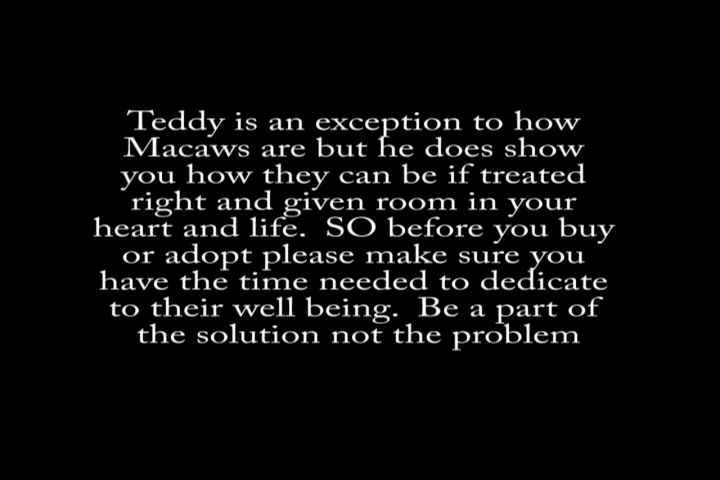 Teddy is an exception to how
Macaws are but he does show
you how they can be if treated
right and given room in your
heart and life.  SO before you buy
or adopt please make sure you
have the time needed to dedicate
to their well being.  Be a part of
the solution not the problem